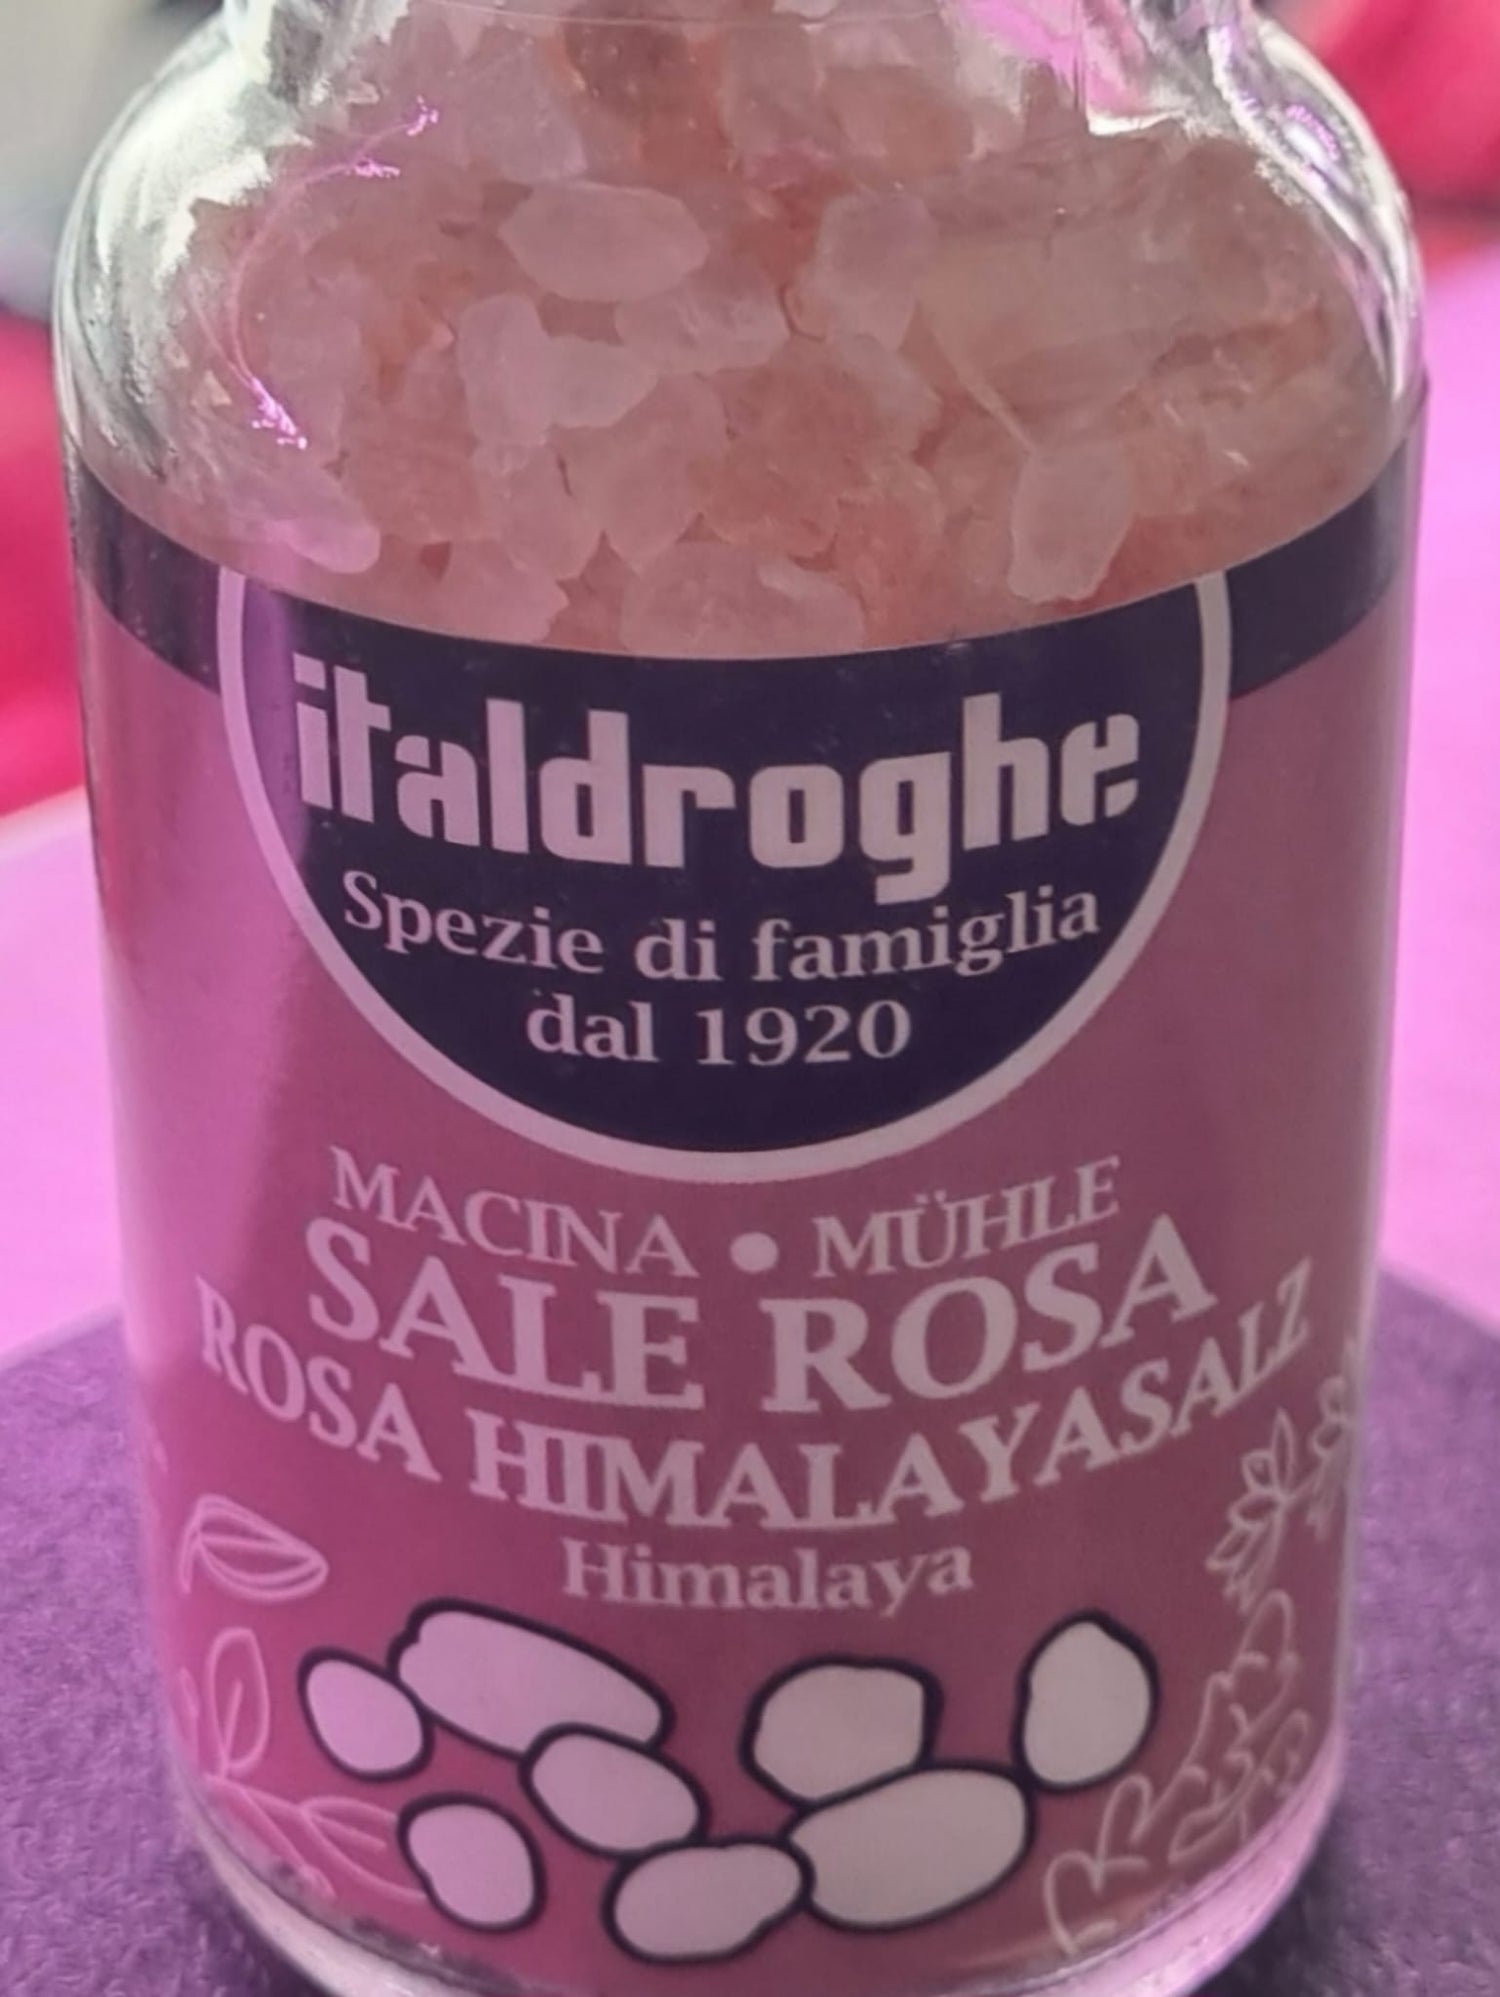 italdroghe
Spezie di famiglia
dal 1920
MACINA • MÜHLE
SALE ROSA
ROSA HIMALAYASALZ
Himalaya